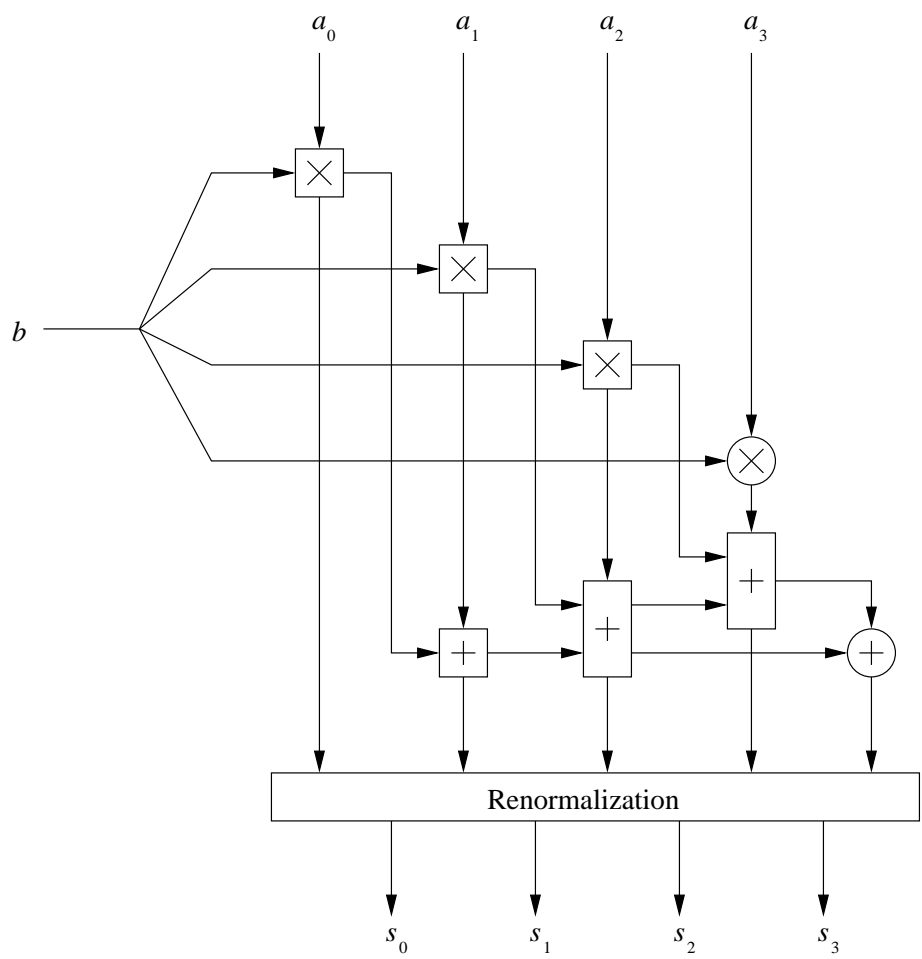 a₀ a₁ a₂ a₃
×
×
b
×
×
+
+
+ +
Renormalization
s₀ s₁ s₂ s₃